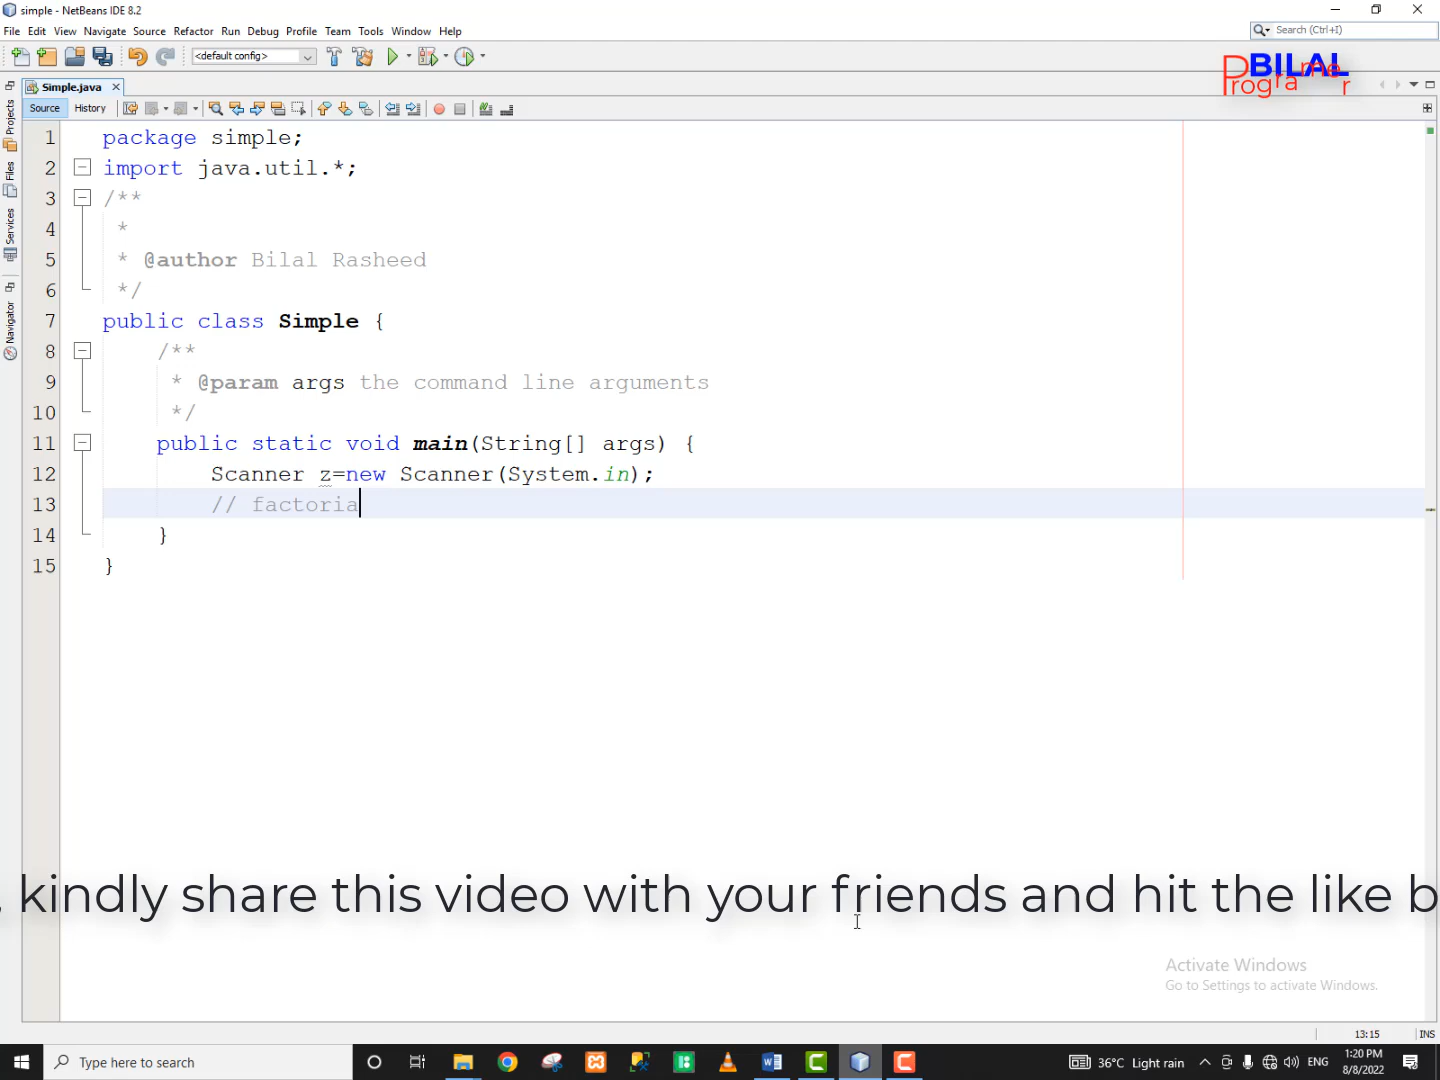 simple - NetBeans IDE 8.2
File Edit View Navigate Source Refactor Run Debug Profile Team Tools Window Help
Search (Ctrl+I)
<default config>
BILAL
Programer
Simple.java
Source History
Projects
Files
Services
Navigator
1 package simple;
2 import java.util.*;
3 /**
4 *
5 * @author Bilal Rasheed
6 */
7 public class Simple {
8 /**
9 * @param args the command line arguments
10 */
11 public static void main(String[] args) {
12 Scanner z=new Scanner(System.in);
13 // factoria
14 }
15 }
, kindly share this video with your friends and hit the like b
Activate Windows
Go to Settings to activate Windows.
13:15 INS
Type here to search
36°C Light rain
ENG
1:20 PM
8/8/2022